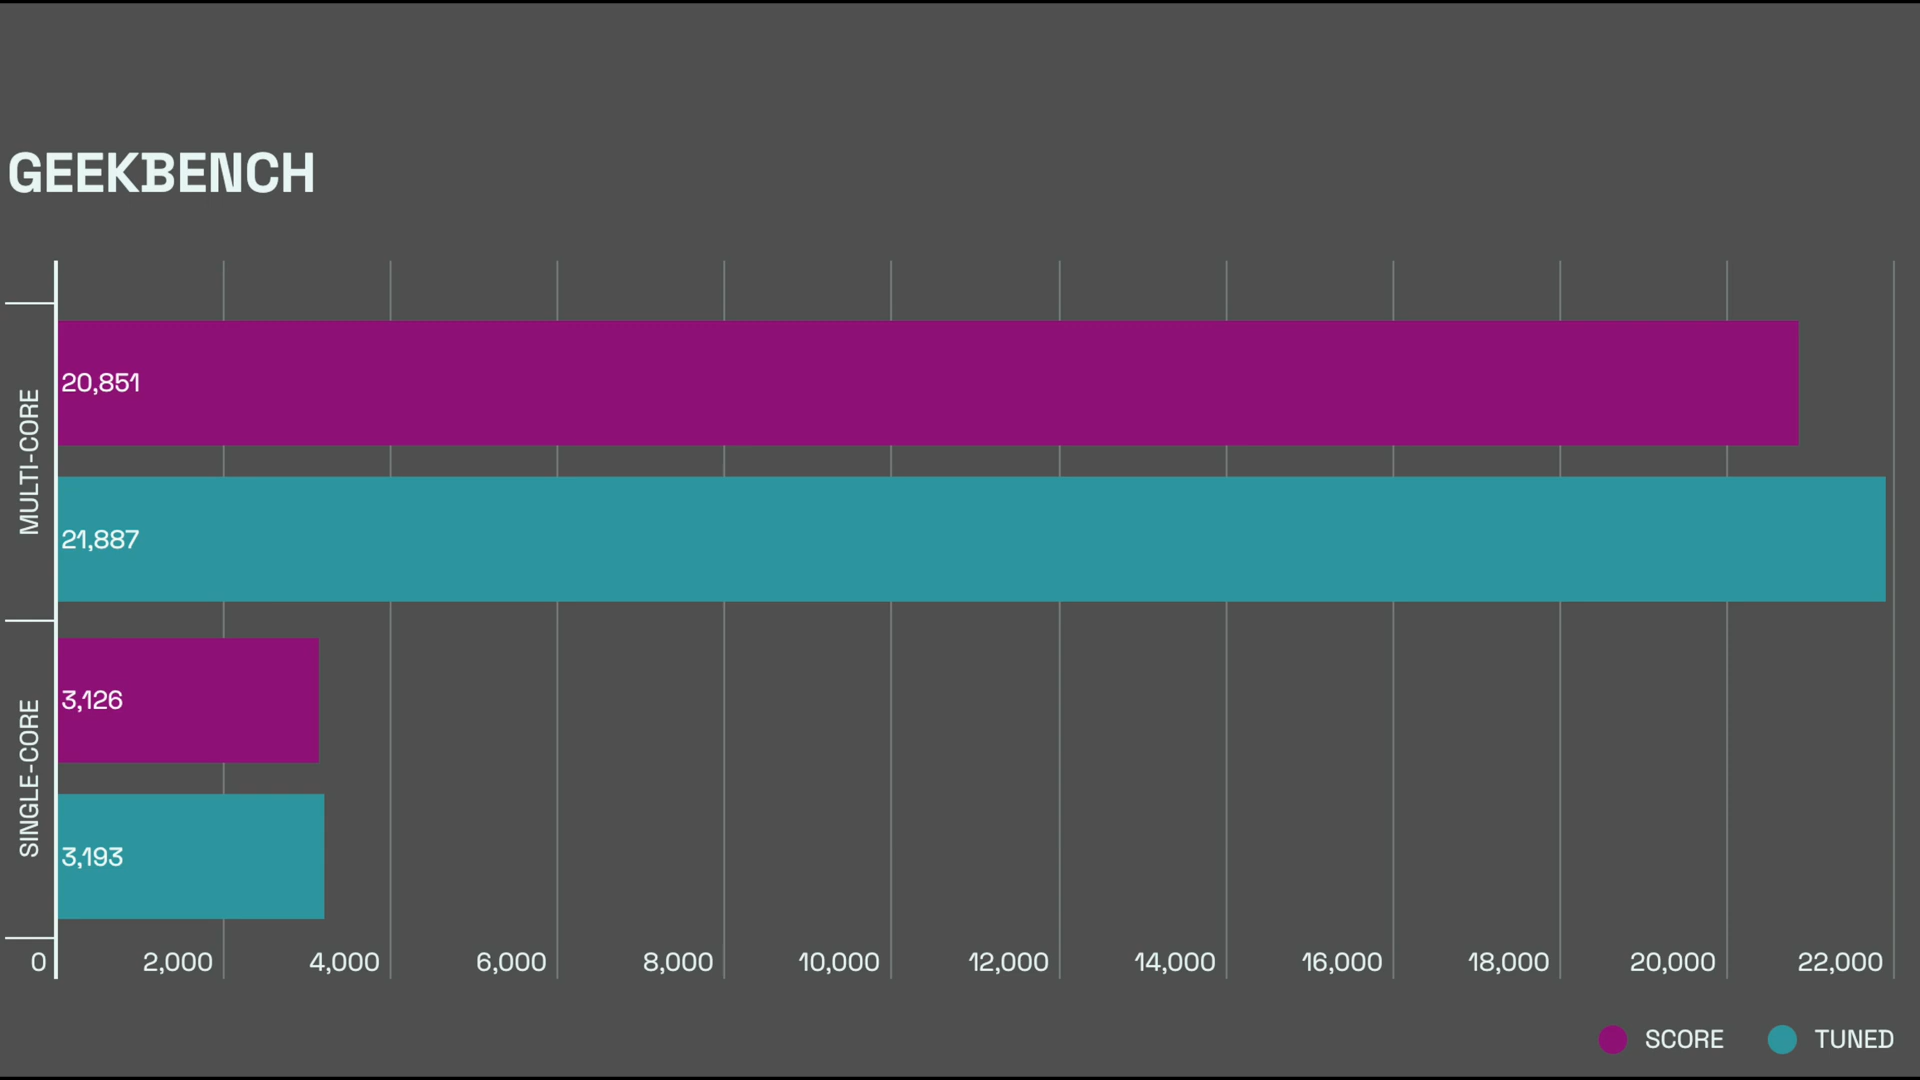 GEEKBENCH
MULTI-CORE
20,851
21,887
SINGLE-CORE
3,126
3,193
0 2,000 4,000 6,000 8,000 10,000 12,000 14,000 16,000 18,000 20,000 22,000
SCORE TUNED